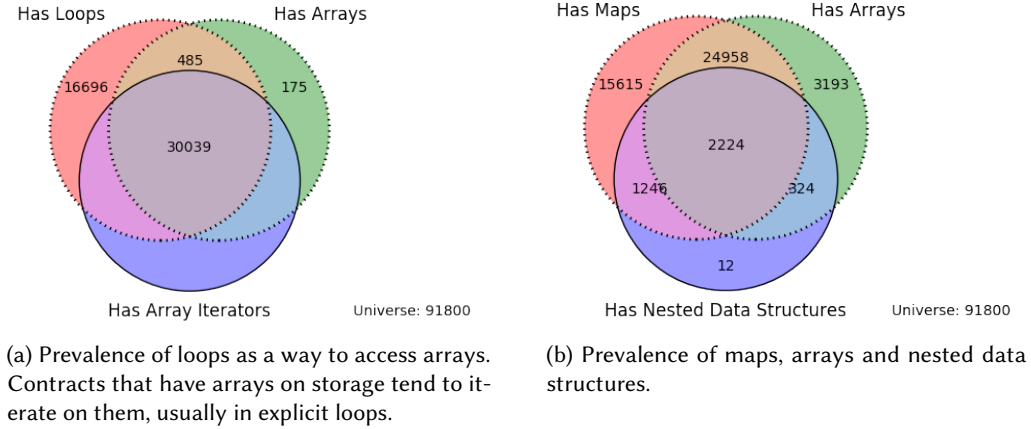 Has Loops
Has Arrays
485
16696
175
30039
Has Array Iterators
Universe: 91800
(a) Prevalence of loops as a way to access arrays.
Contracts that have arrays on storage tend to it-
erate on them, usually in explicit loops.
Has Maps
Has Arrays
24958
15615
3193
2224
1246
324
12
Has Nested Data Structures
Universe: 91800
(b) Prevalence of maps, arrays and nested data
structures.